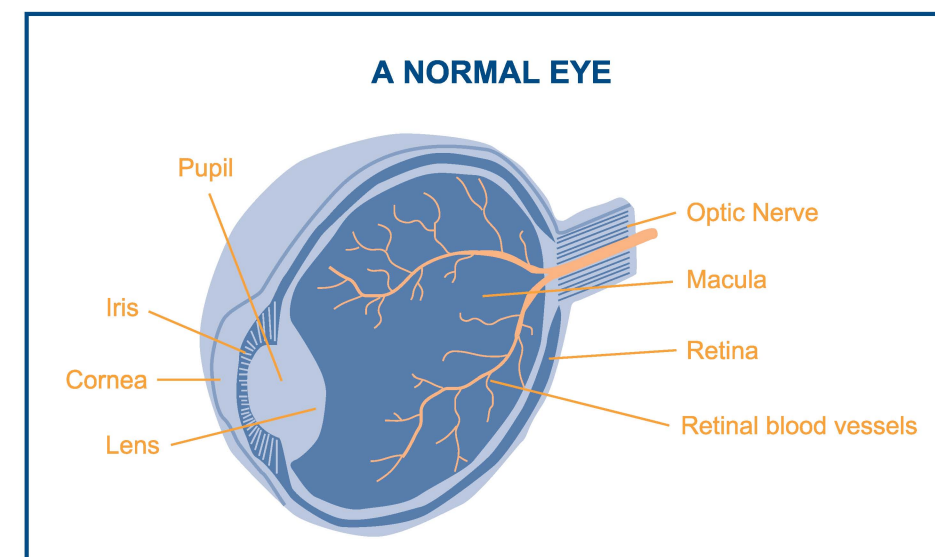 A NORMAL EYE
Pupil
Optic Nerve
Macula
Iris
Retina
Cornea
Retinal blood vessels
Lens